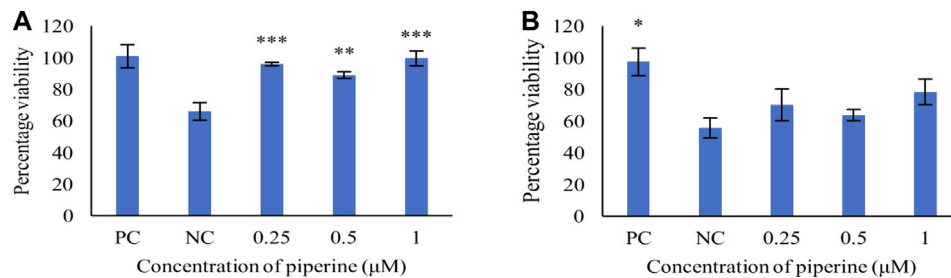 A
Percentage viability
120
100
80
60
40
20
0
***
**
***
PC NC 0.25 0.5 1
Concentration of piperine (µM)
B
Percentage viability
120
100
80
60
40
20
0
*
PC NC 0.25 0.5 1
Concentration of piperine (µM)